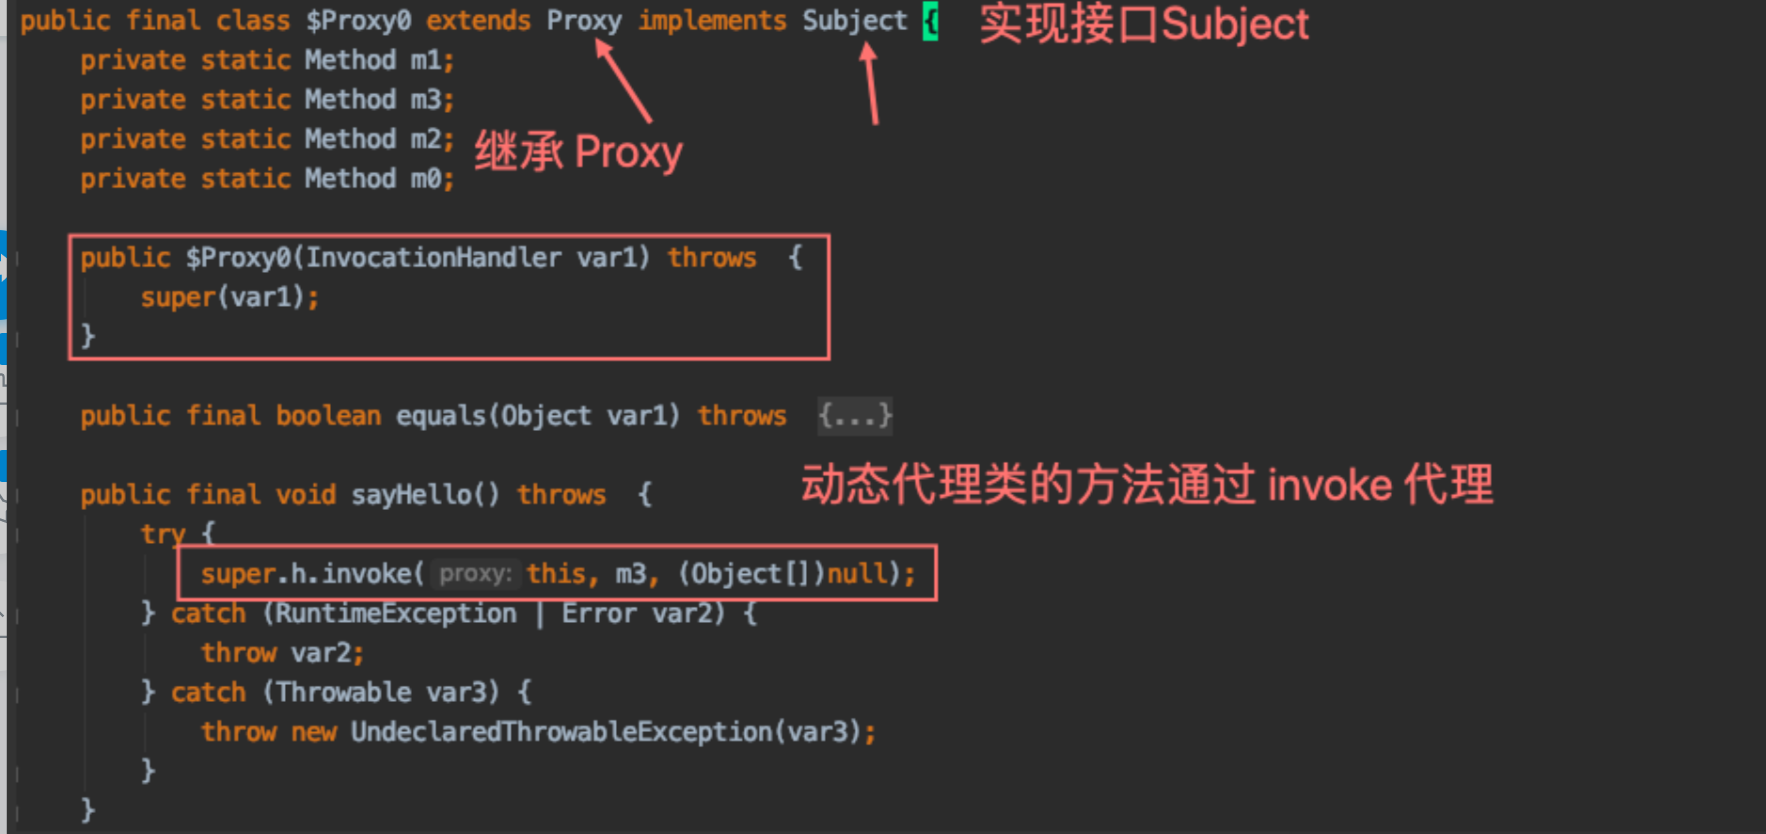 public final class $Proxy0 extends Proxy implements Subject { 实现接口Subject
private static Method m1;
private static Method m3;
private static Method m2; 继承 Proxy
private static Method m0;
public $Proxy0(InvocationHandler var1) throws {
super(var1);
}
public final boolean equals(Object var1) throws {...}
动态代理类的方法通过 invoke 代理
public final void sayHello() throws {
try {
super.h.invoke( proxy: this, m3, (Object[])null);
} catch (RuntimeException | Error var2) {
throw var2;
} catch (Throwable var3) {
throw new UndeclaredThrowableException(var3);
}
}